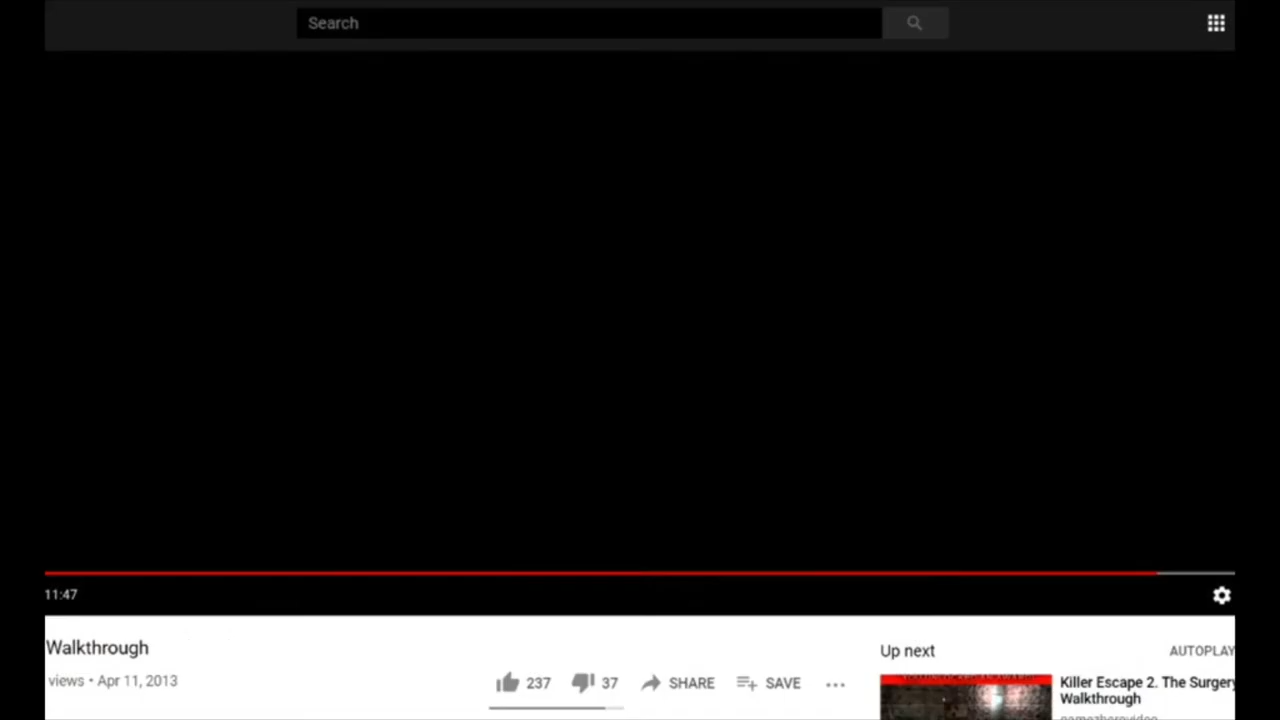 Search
11:47
Walkthrough
views • Apr 11, 2013
237
37
SHARE
SAVE
Up next
AUTOPLAY
Killer Escape 2. The Surgery
Walkthrough